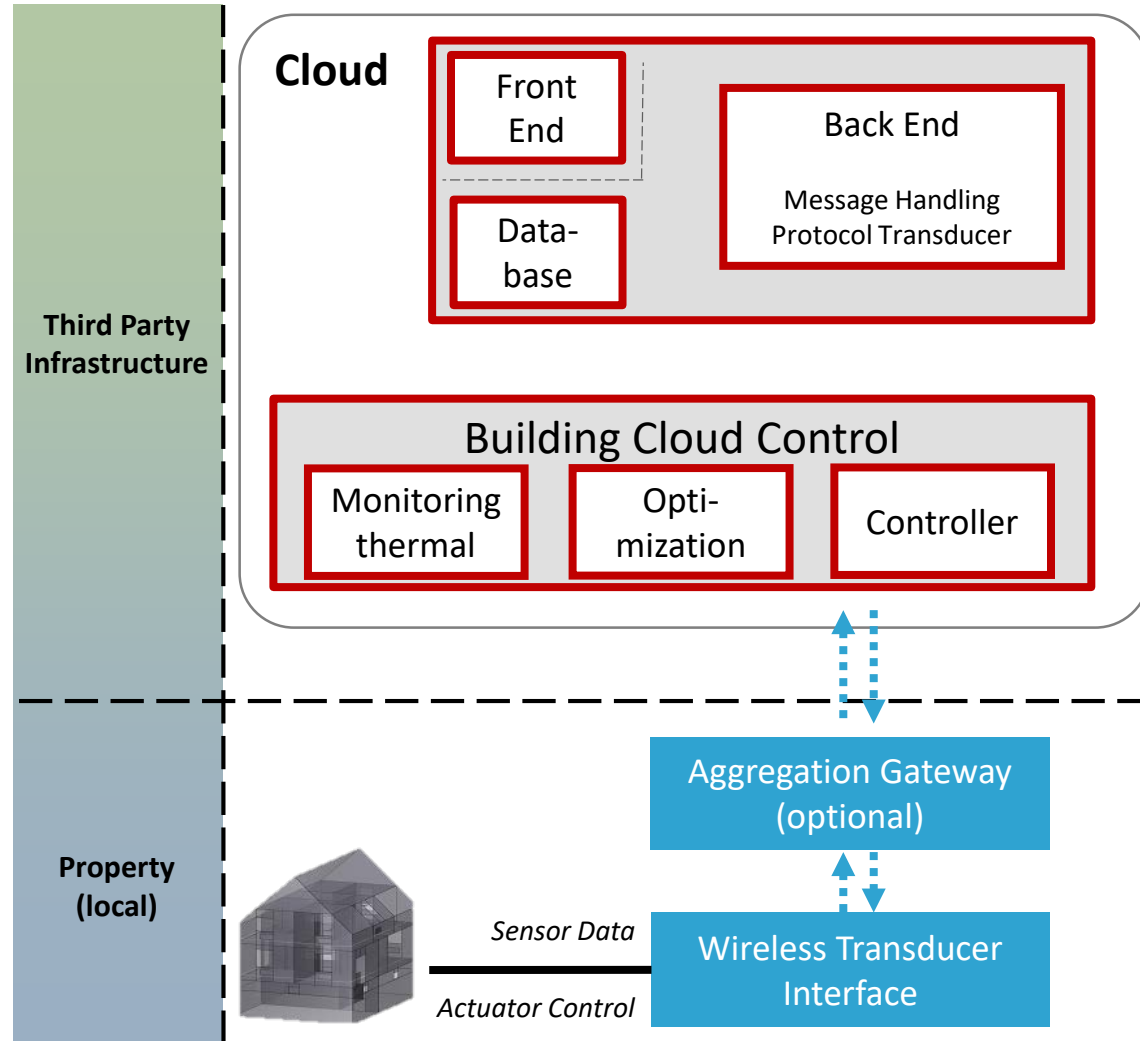 Cloud
Front
End
Data-
base
Back End
Message Handling
Protocol Transducer
Third Party
Infrastructure
Building Cloud Control
Monitoring
thermal
Opti-
mization
Controller
Aggregation Gateway
(optional)
Property
(local)
Sensor Data
Actuator Control
Wireless Transducer
Interface